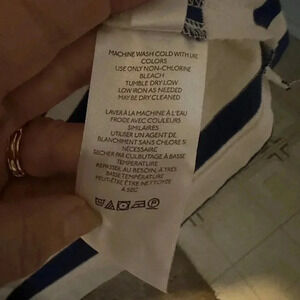 MACHINE WASH COLD WITH LIKE
COLORS
USE ONLY NON-CHLORINE
BLEACH
TUMBLE DRY LOW
LOW IRON AS NEEDED
MAY BE DRY CLEANED
LAVER À LA MACHINE À L'EAU
FROIDE AVEC COULEURS
SIMILAIRES
UTILISER UN AGENT DE
BLANCHIMENT SANS CHLORE SI
NÉCESSAIRE
SÉCHER PAR CULBUTAGE À BASSE
TEMPÉRATURE
REPASSER AU BESOIN, À TRÈS
BASSE TEMPÉRATURE
PEUT-ÊTRE ÊTRE NETTOYÉ
À SEC